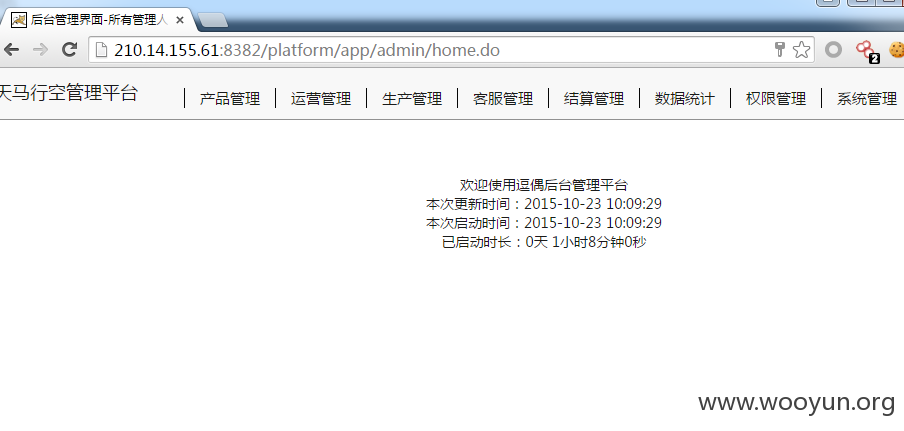 后台管理界面-所有管理人
210.14.155.61:8382/platform/app/admin/home.do
2
天马行空管理平台
产品管理 运营管理 生产管理 客服管理 结算管理 数据统计 权限管理 系统管理
欢迎使用逗偶后台管理平台
本次更新时间：2015-10-23 10:09:29
本次启动时间：2015-10-23 10:09:29
已启动时长：0天 1小时8分钟0秒
www.wooyun.org